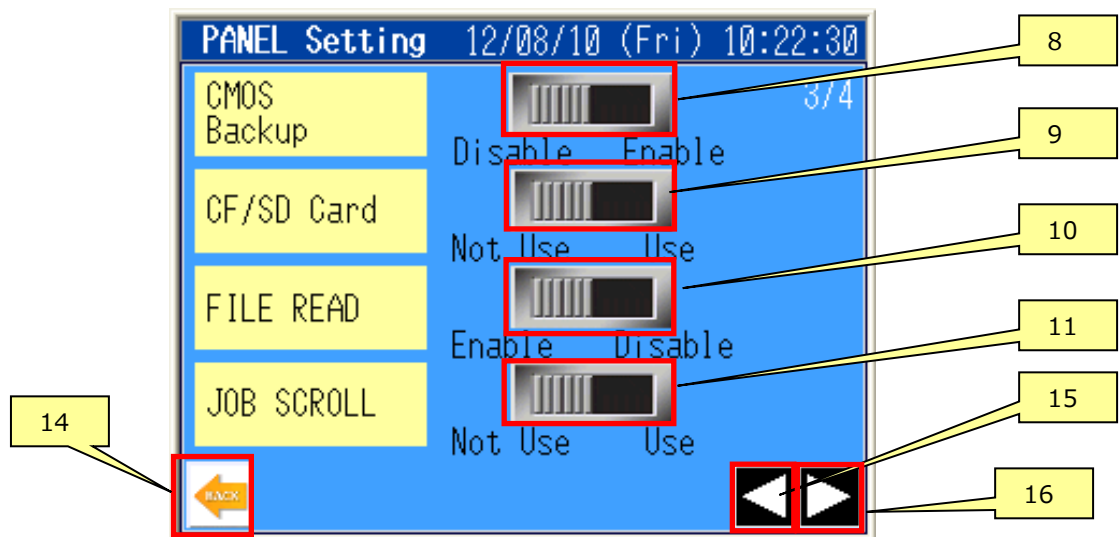 PANEL Setting 12/08/10 (Fri) 10:22:30
3/4
CMOS
Backup
Disable Enable
CF/SD Card
Not Use Use
FILE READ
Enable Disable
JOB SCROLL
Not Use Use
BACK
8
9
10
11
15
14
16